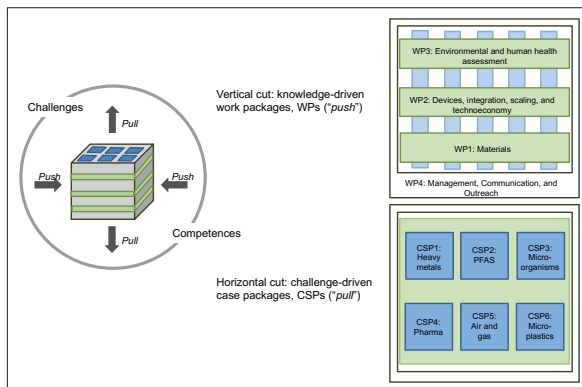 Challenges
Pull
Push
Push
Pull
Competences
Vertical cut: knowledge-driven
work packages, WPs ("push")
Horizontal cut: challenge-driven
case packages, CSPs ("pull")
WP3: Environmental and human health
assessment
WP2: Devices, integration, scaling, and
technoeconomy
WP1: Materials
WP4: Management, Communication, and
Outreach
CSP1:
Heavy
metals
CSP2:
PFAS
CSP3:
Micro-
organisms
CSP4:
Pharma
CSP5:
Air and
gas
CSP6:
Micro-
plastics